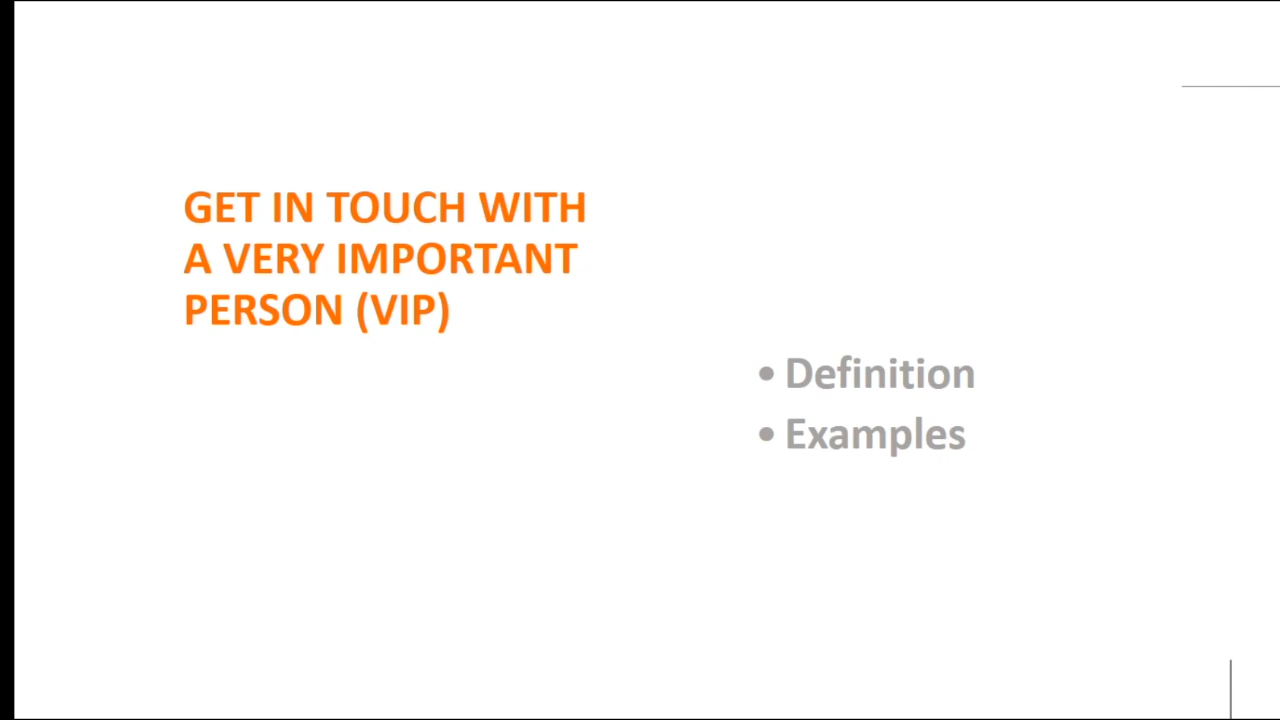 GET IN TOUCH WITH
A VERY IMPORTANT
PERSON (VIP)
• Definition
• Examples